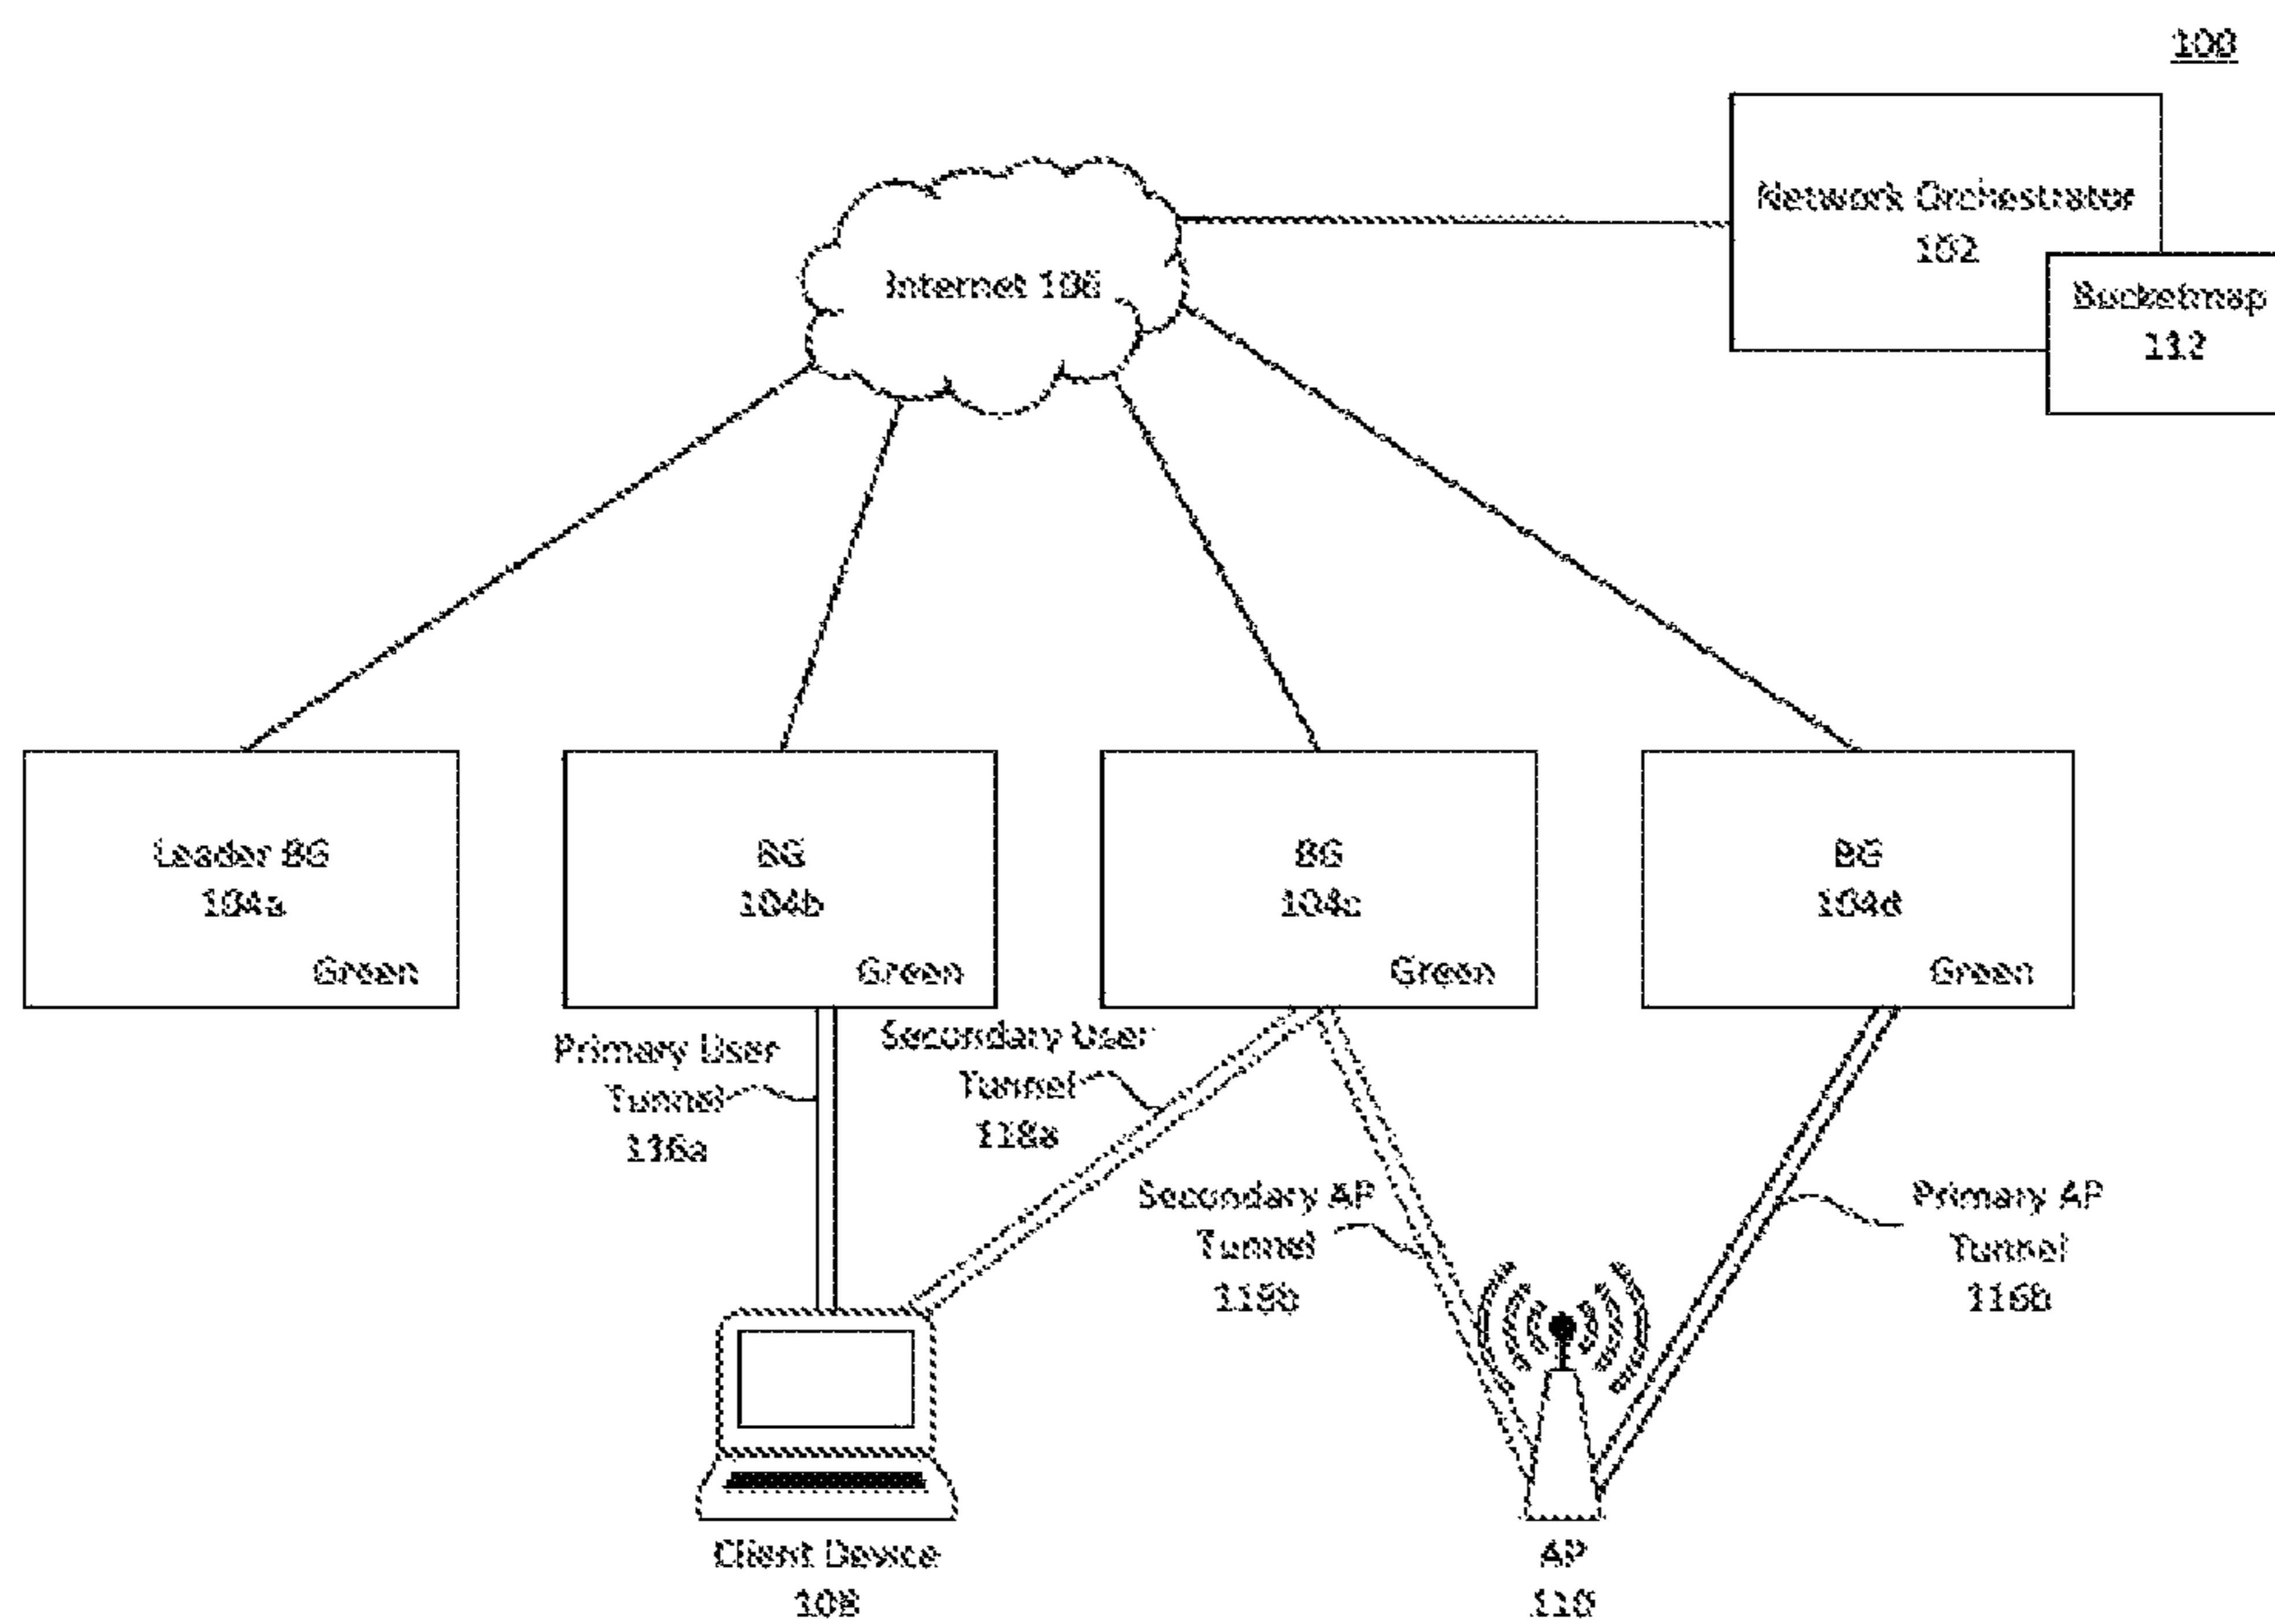 100
Network Orchestrator
102
Bucketmap
112
Internet 106
Leader BG
104a
Green
BG
104b
Green
BG
104c
Green
BG
104d
Green
Primary User
Tunnel
116a
Secondary User
Tunnel
118a
Secondary AP
Tunnel
118b
Primary AP
Tunnel
116b
Client Device
108
AP
110